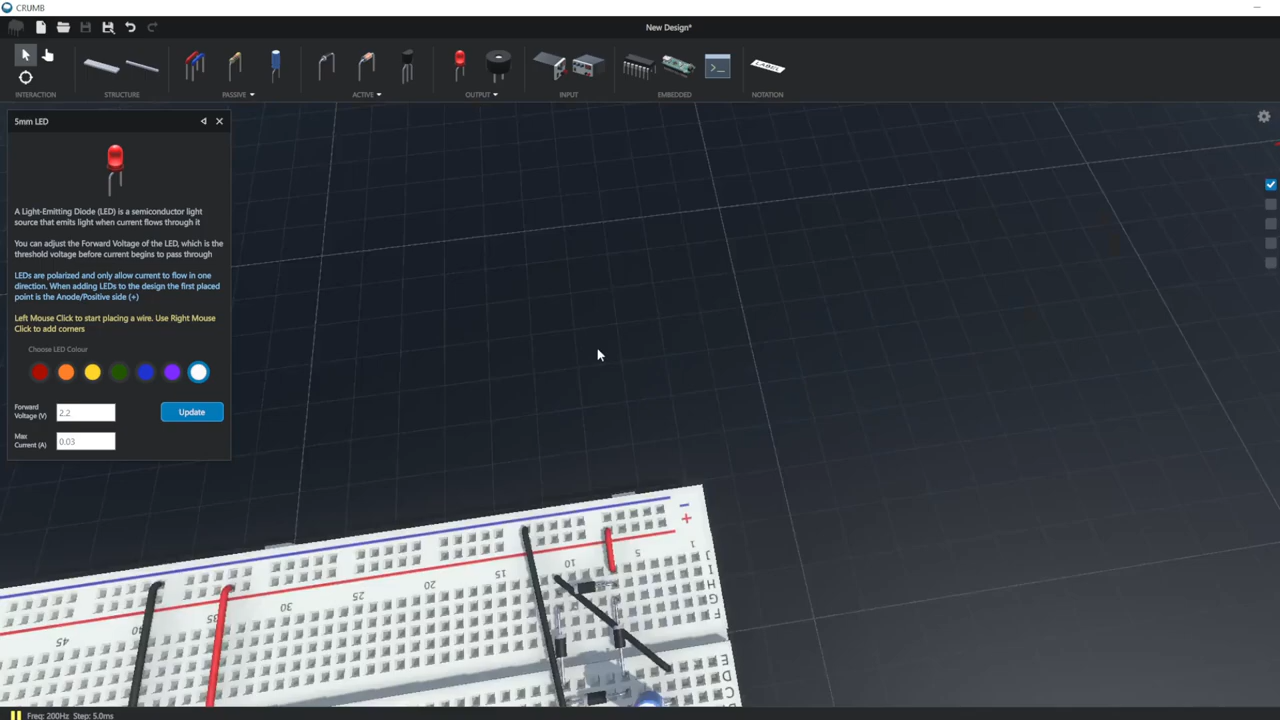 CRUMB
New Design*
LABEL
INTERACTION
STRUCTURE
PASSIVE
ACTIVE
OUTPUT
INPUT
EMBEDDED
NOTATION
5mm LED
A Light-Emitting Diode (LED) is a semiconductor light
source that emits light when current flows through it
You can adjust the Forward Voltage of the LED, which is the
threshold voltage before current begins to pass through
LEDs are polarized and only allow current to flow in one
direction. When adding LEDs to the design the first placed
point is the Anode/Positive side (+)
Left Mouse Click to start placing a wire. Use Right Mouse
Click to add corners
Choose LED Colour
Forward
Voltage (V)
2.2
Update
Max
Current (A)
0.03
− +
45 40 35 30 25 20 15 10 5 1
J
I
H
G
F
E
D
C
Freq: 200Hz Step: 5.0ms